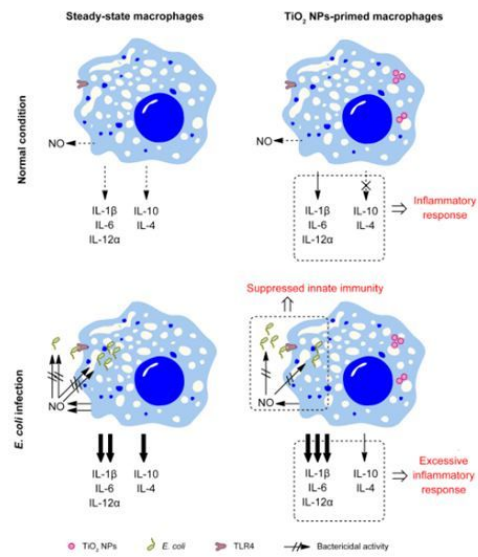 Steady-state macrophages
TiO₂ NPs-primed macrophages
Normal condition
NO
IL-1β
IL-6
IL-12α
IL-10
IL-4
NO
IL-1β
IL-6
IL-12α
IL-10
IL-4
Inflammatory
response
E. coli infection
NO
IL-1β
IL-6
IL-12α
IL-10
IL-4
Suppressed innate immunity
NO
IL-1β
IL-6
IL-12α
IL-10
IL-4
Excessive
inflammatory
response
TiO₂ NPs
E. coli
TLR4
Bactericidal activity